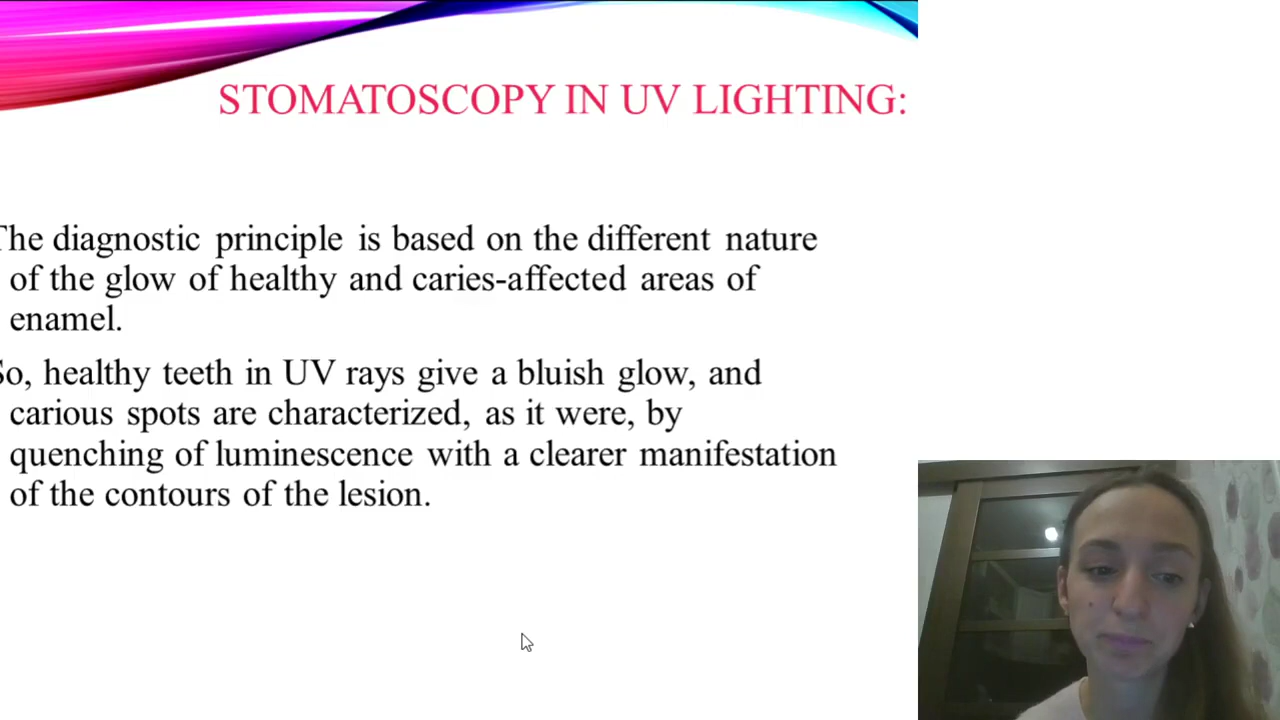 STOMATOSCOPY IN UV LIGHTING:
The diagnostic principle is based on the different nature
of the glow of healthy and caries-affected areas of
enamel.
So, healthy teeth in UV rays give a bluish glow, and
carious spots are characterized, as it were, by
quenching of luminescence with a clearer manifestation
of the contours of the lesion.